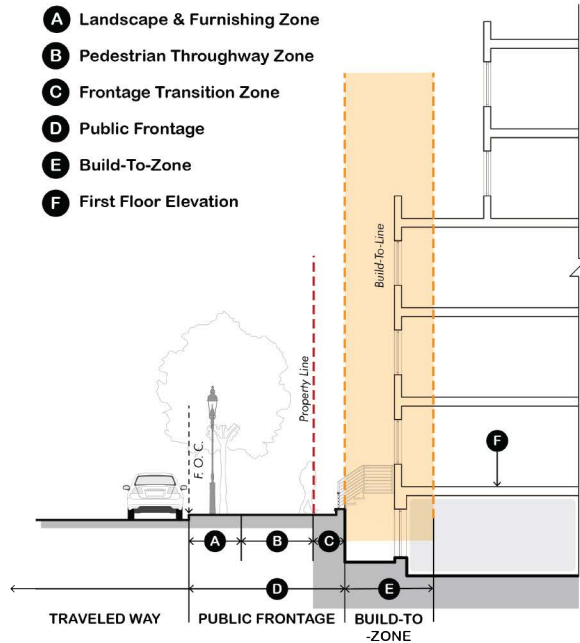 A Landscape & Furnishing Zone
B Pedestrian Throughway Zone
C Frontage Transition Zone
D Public Frontage
E Build-To-Zone
F First Floor Elevation
Build-To-Line
Property Line
F. O. C.
F
A B C
D E
TRAVELED WAY PUBLIC FRONTAGE BUILD-TO
-ZONE